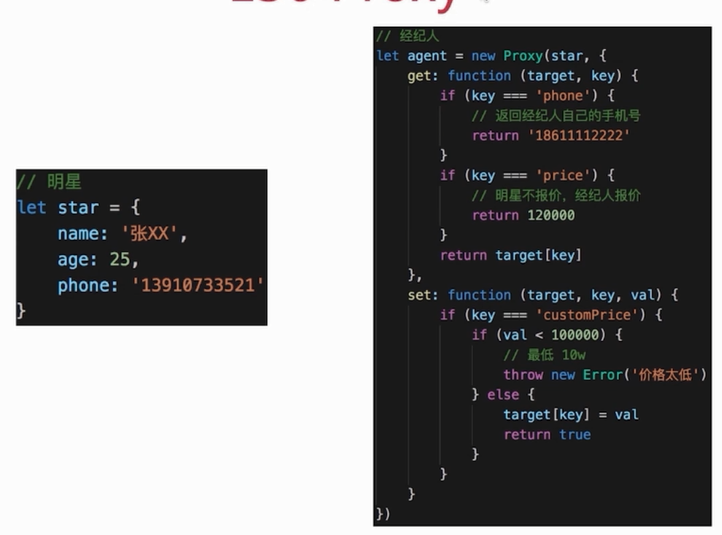 // 明星
let star = {
    name: '张XX',
    age: 25,
    phone: '13910733521'
}
// 经纪人
let agent = new Proxy(star, {
    get: function (target, key) {
        if (key === 'phone') {
            // 返回经纪人自己的手机号
            return '18611112222'
        }
        if (key === 'price') {
            // 明星不报价，经纪人报价
            return 120000
        }
        return target[key]
    },
    set: function (target, key, val) {
        if (key === 'customPrice') {
            if (val < 100000) {
                // 最低 10w
                throw new Error('价格太低')
            } else {
                target[key] = val
                return true
            }
        }
    }
})